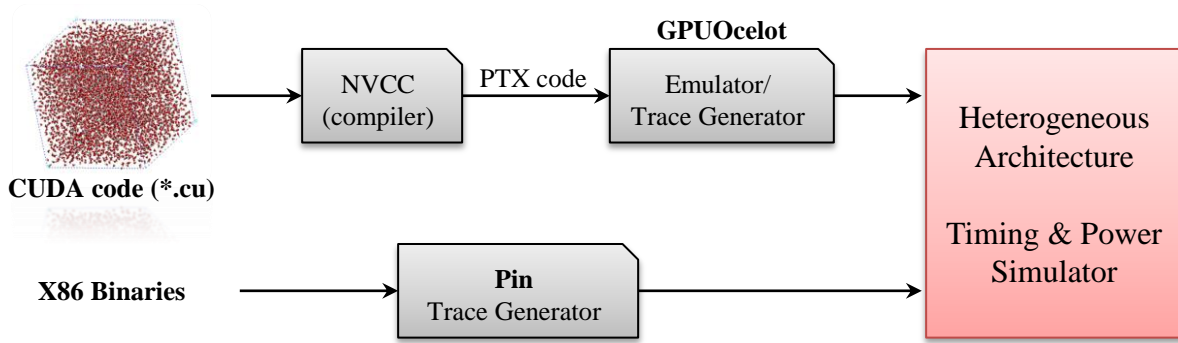 GPUOcelot
NVCC
(compiler)
PTX code
Emulator/
Trace Generator
CUDA code (*.cu)
Heterogeneous
Architecture
Timing & Power
Simulator
X86 Binaries
Pin
Trace Generator